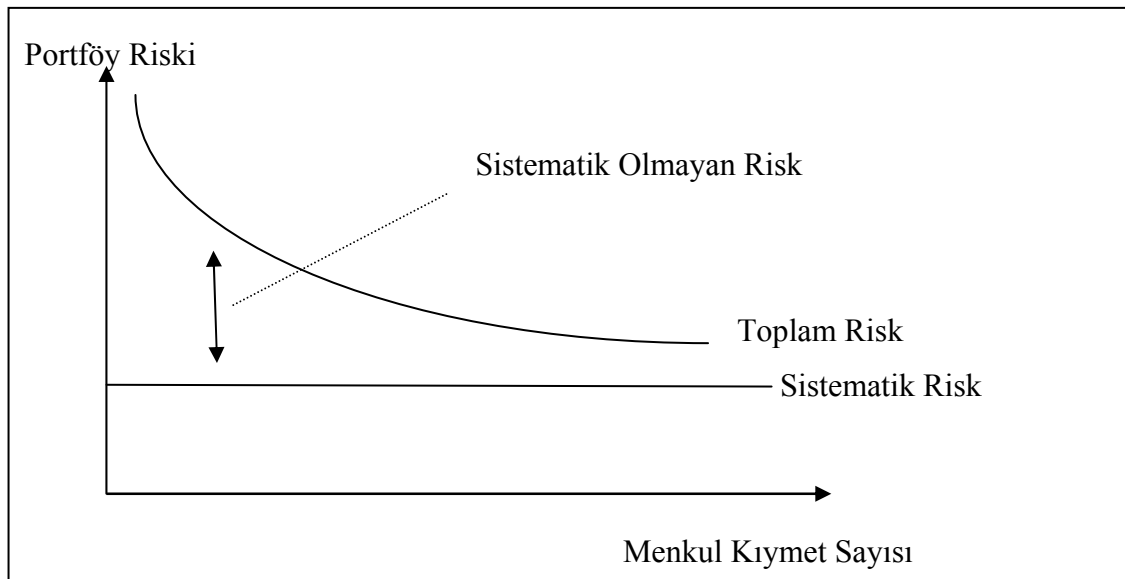 Portföy Riski
Sistematik Olmayan Risk
Toplam Risk
Sistematik Risk
Menkul Kıymet Sayısı